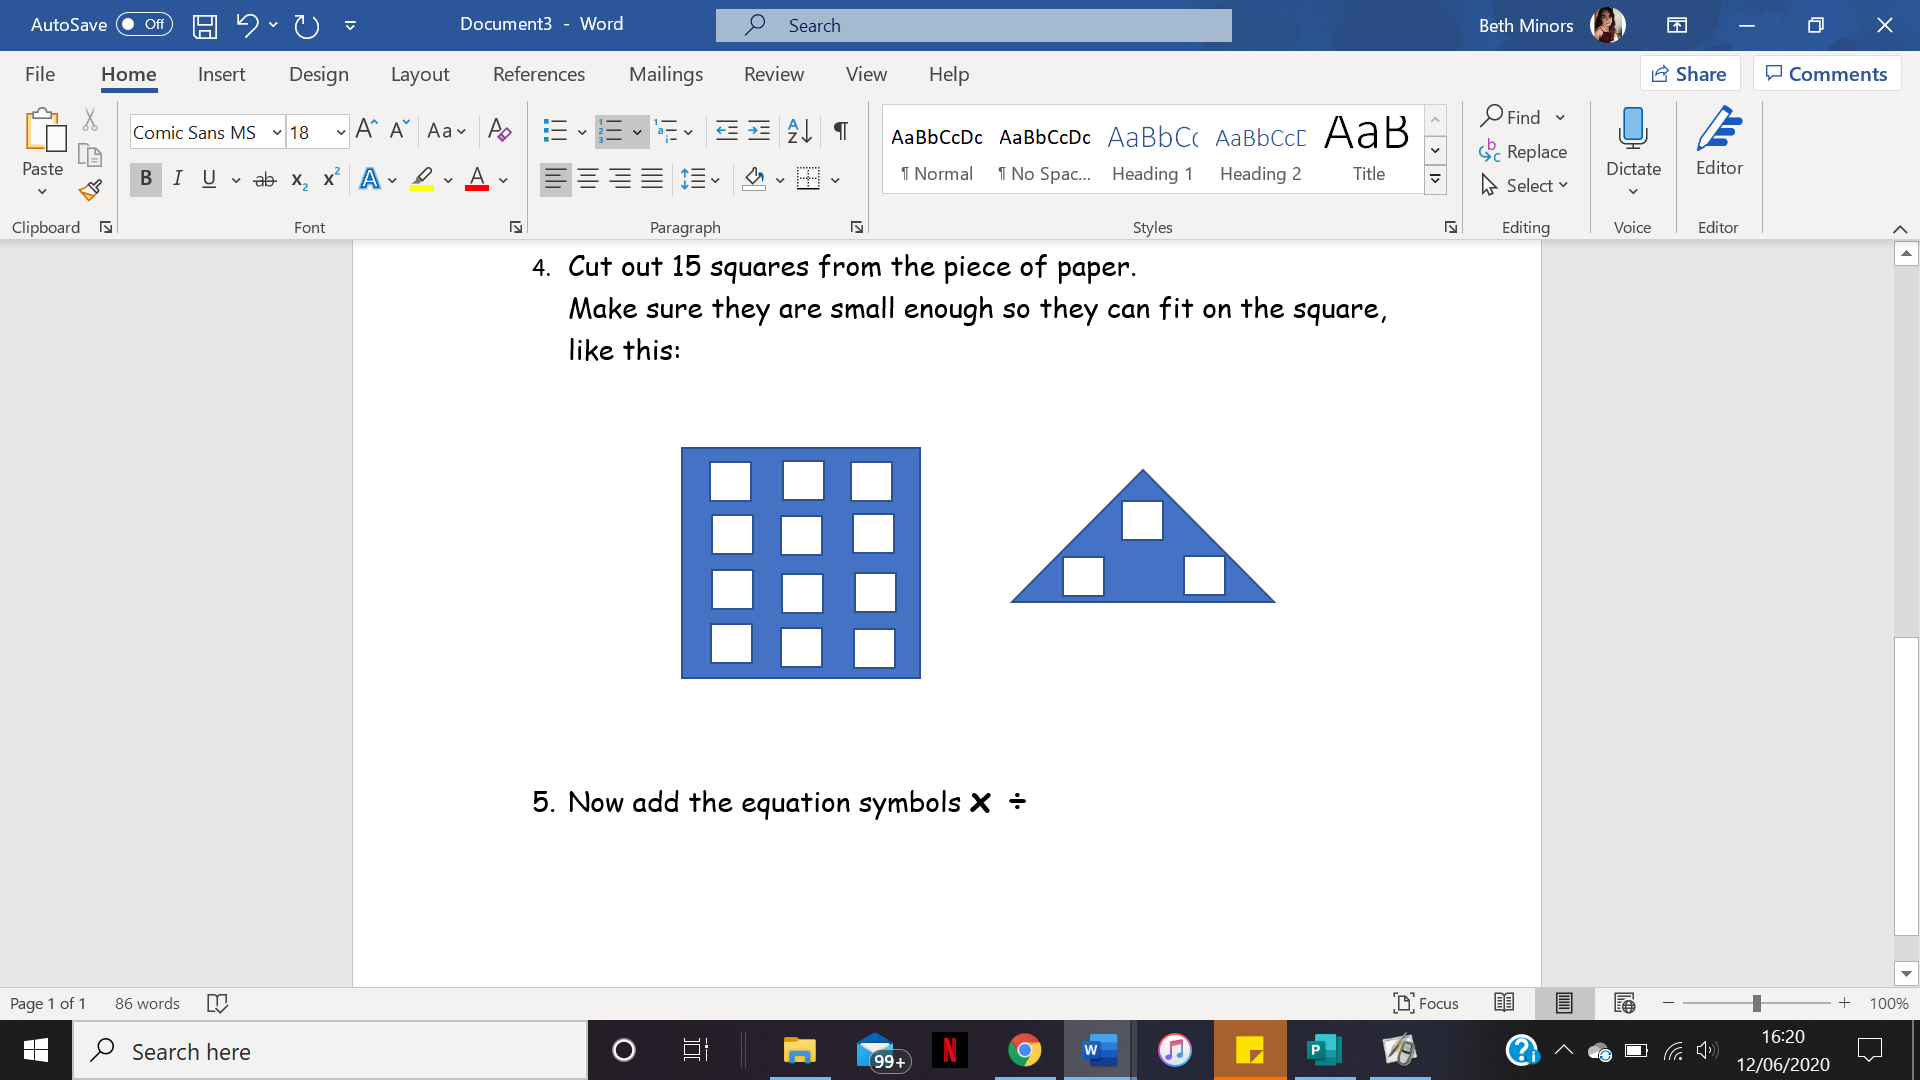 AutoSave Off Document3 - Word Search Beth Minors
File Home Insert Design Layout References Mailings Review View Help Share Comments
Paste
Clipboard
Comic Sans MS 18
B I U ab x₂ x² A A
Font
Paragraph
AaBbCcDc AaBbCcDc AaBbCc AaBbCcD AaB
¶ Normal ¶ No Spac... Heading 1 Heading 2 Title
Styles
Find
Replace
Select
Editing
Dictate
Voice
Editor
Editor
4. Cut out 15 squares from the piece of paper.
Make sure they are small enough so they can fit on the square,
like this:
5. Now add the equation symbols × ÷
Page 1 of 1 86 words Focus 100%
Search here 99+ 16:20
12/06/2020